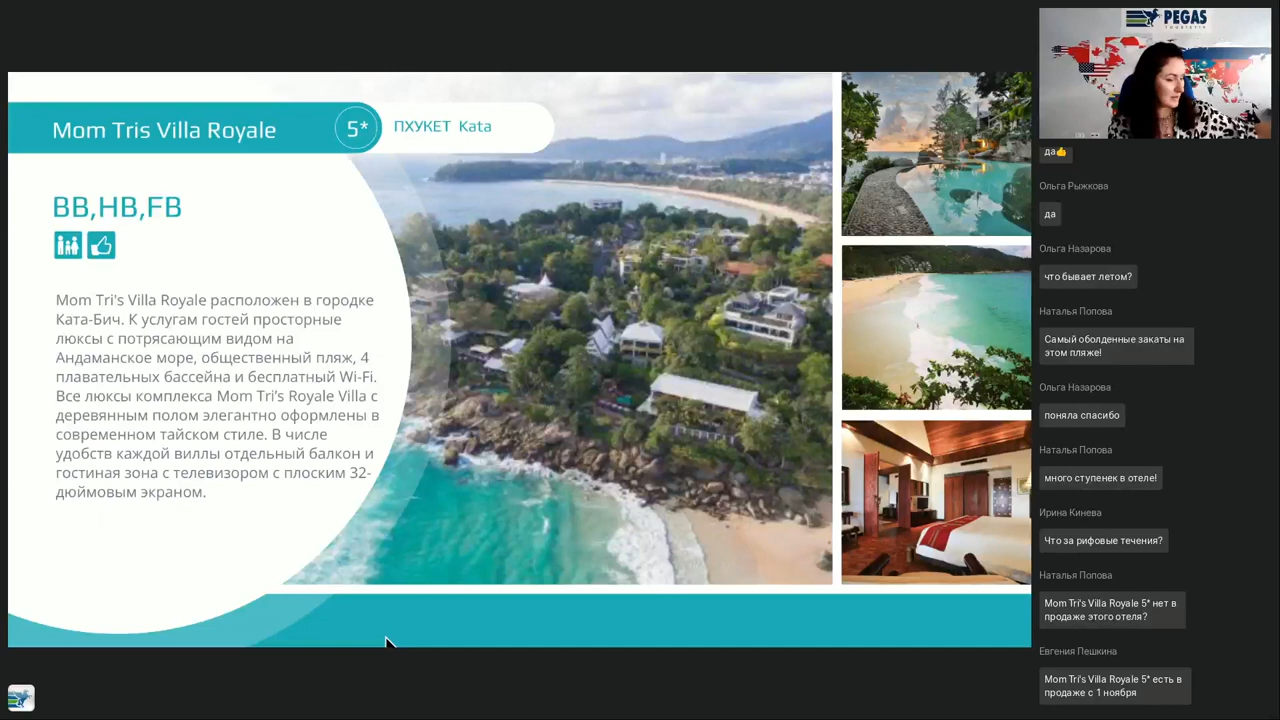 Mom Tris Villa Royale
5*
ПХУКЕТ Kata
BB,HB,FB
Mom Tri's Villa Royale расположен в городке
Ката-Бич. К услугам гостей просторные
люксы с потрясающим видом на
Андаманское море, общественный пляж, 4
плавательных бассейна и бесплатный Wi-Fi.
Все люксы комплекса Mom Tri's Royale Villa с
деревянным полом элегантно оформлены в
современном тайском стиле. В числе
удобств каждой виллы отдельный балкон и
гостиная зона с телевизором с плоским 32-
дюймовым экраном.
PEGAS
TOURISTIK
да👍
Ольга Рыжкова
да
Ольга Назарова
что бывает летом?
Наталья Попова
Самый оболденные закаты на
этом пляже!
Ольга Назарова
поняла спасибо
Наталья Попова
много ступенек в отеле!
Ирина Кинева
Что за рифовые течения?
Наталья Попова
Mom Tri's Villa Royale 5* нет в
продаже этого отеля?
Евгения Пешкина
Mom Tri's Villa Royale 5* есть в
продаже с 1 ноября